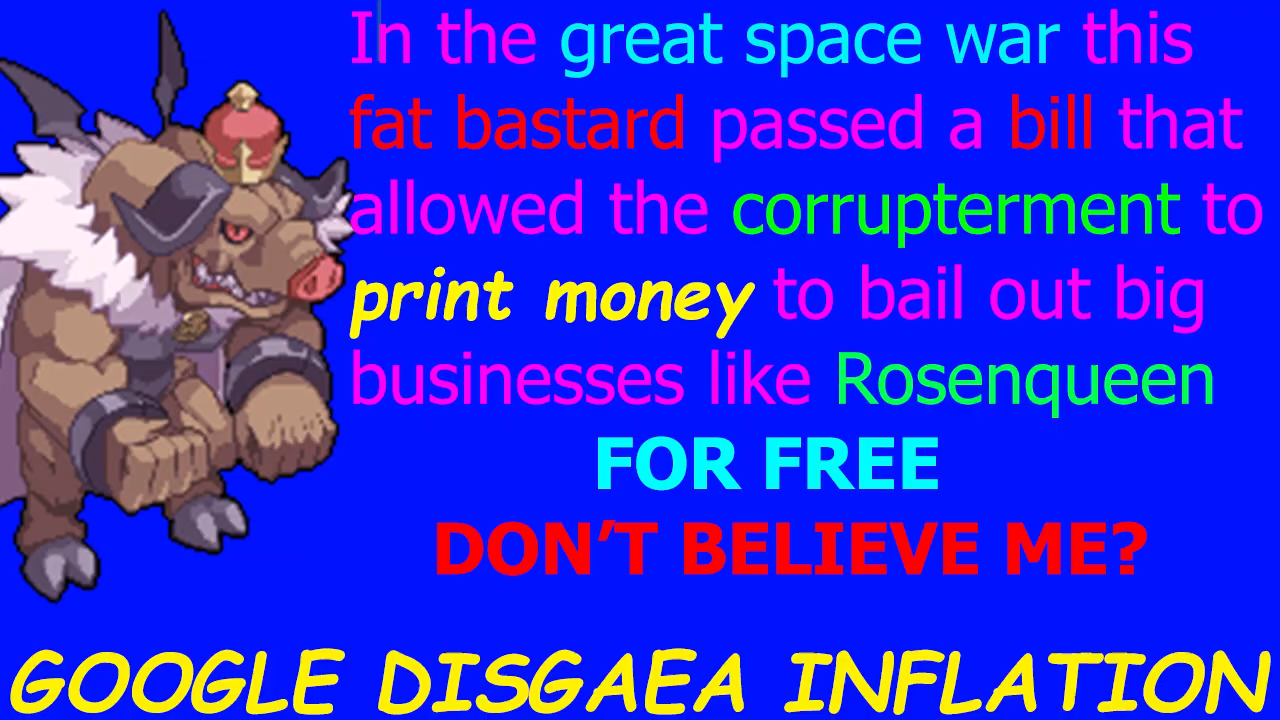 In the great space war this
fat bastard passed a bill that
allowed the corrupterment to
print money to bail out big
businesses like Rosenqueen
FOR FREE
DON’T BELIEVE ME?
GOOGLE DISGAEA INFLATION